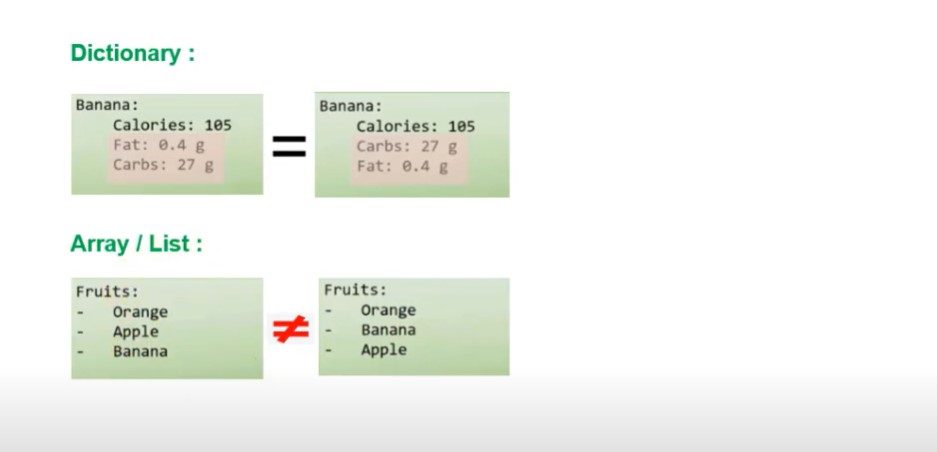 Dictionary :
Banana:
Calories: 105
Fat: 0.4 g
Carbs: 27 g
=
Banana:
Calories: 105
Carbs: 27 g
Fat: 0.4 g
Array / List :
Fruits:
- Orange
- Apple
- Banana
≠
Fruits:
- Orange
- Banana
- Apple